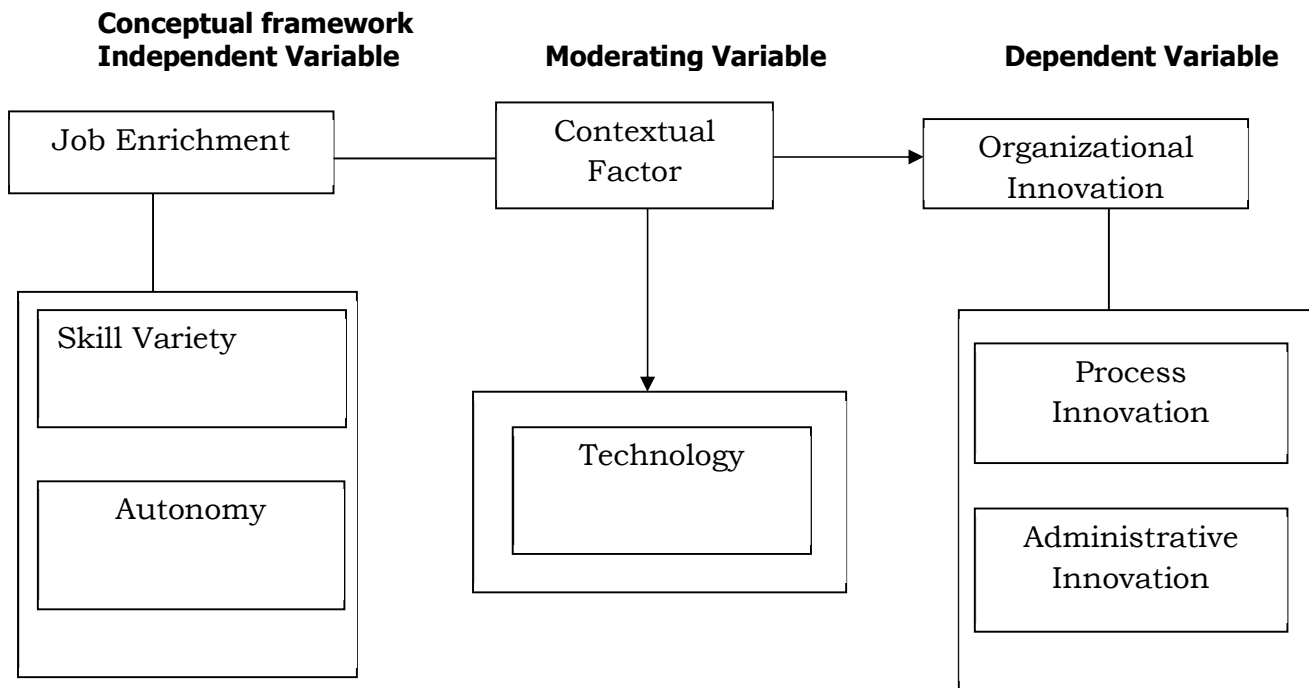 Conceptual framework
Independent Variable
Moderating Variable
Dependent Variable
Job Enrichment
Contextual
Factor
Organizational
Innovation
Skill Variety
Autonomy
Technology
Process
Innovation
Administrative
Innovation